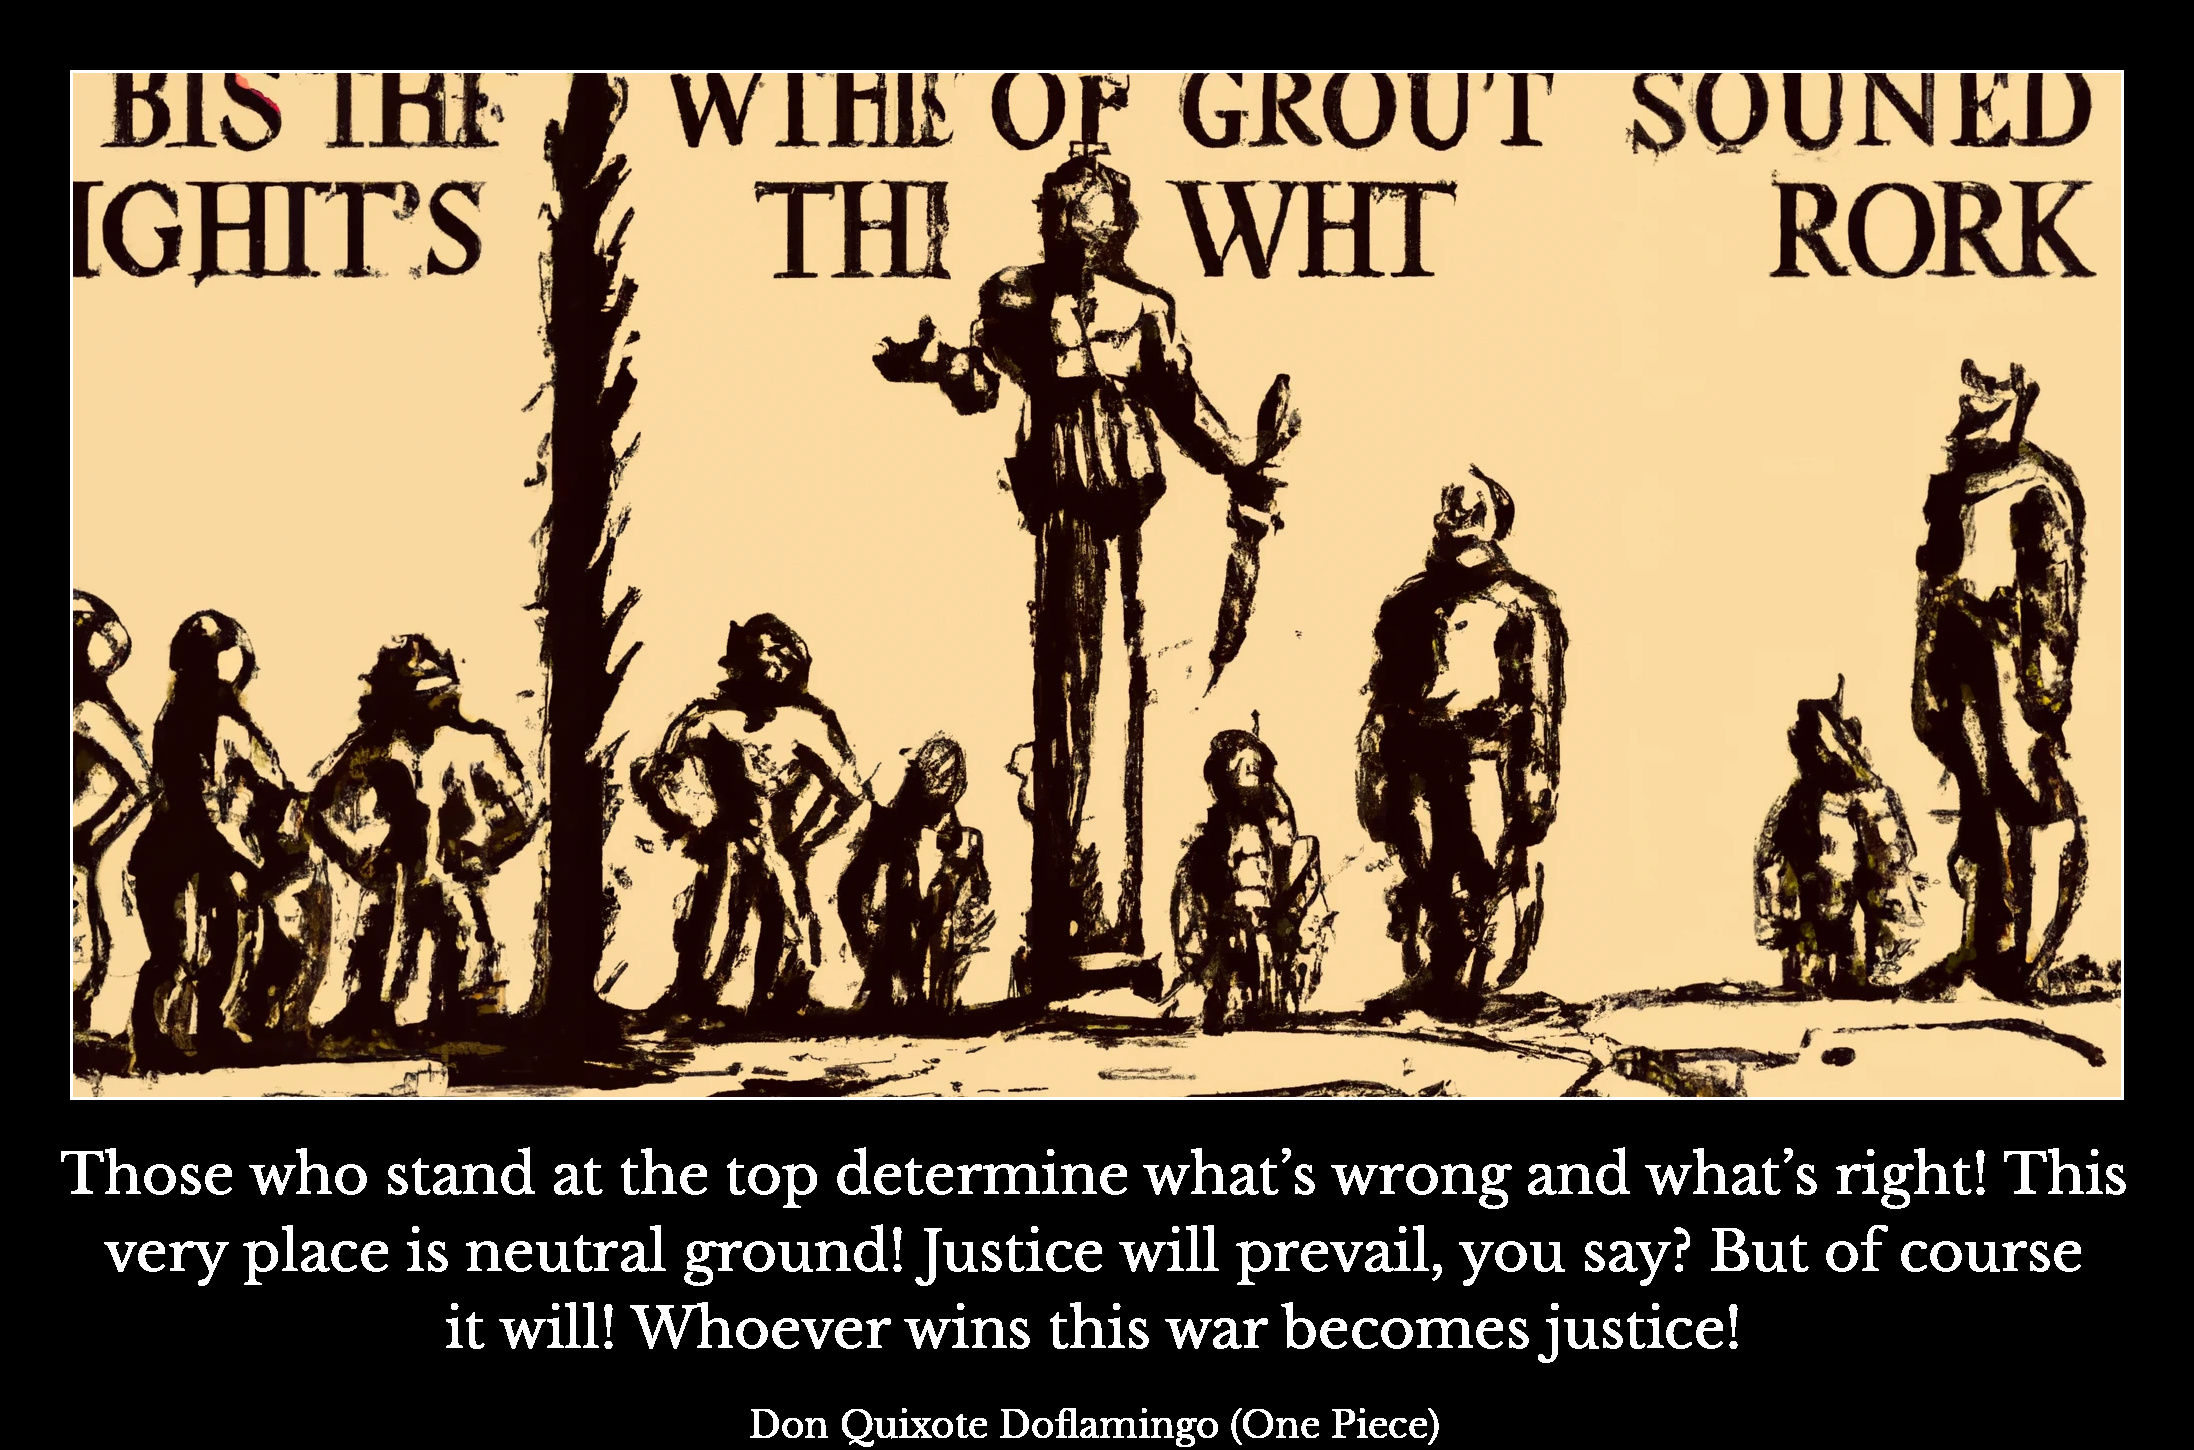 BIS THE WTHE OF GROUT SOUNED
IGHIT'S THI WHT RORK
Those who stand at the top determine what’s wrong and what’s right! This
very place is neutral ground! Justice will prevail, you say? But of course
it will! Whoever wins this war becomes justice!
Don Quixote Doflamingo (One Piece)